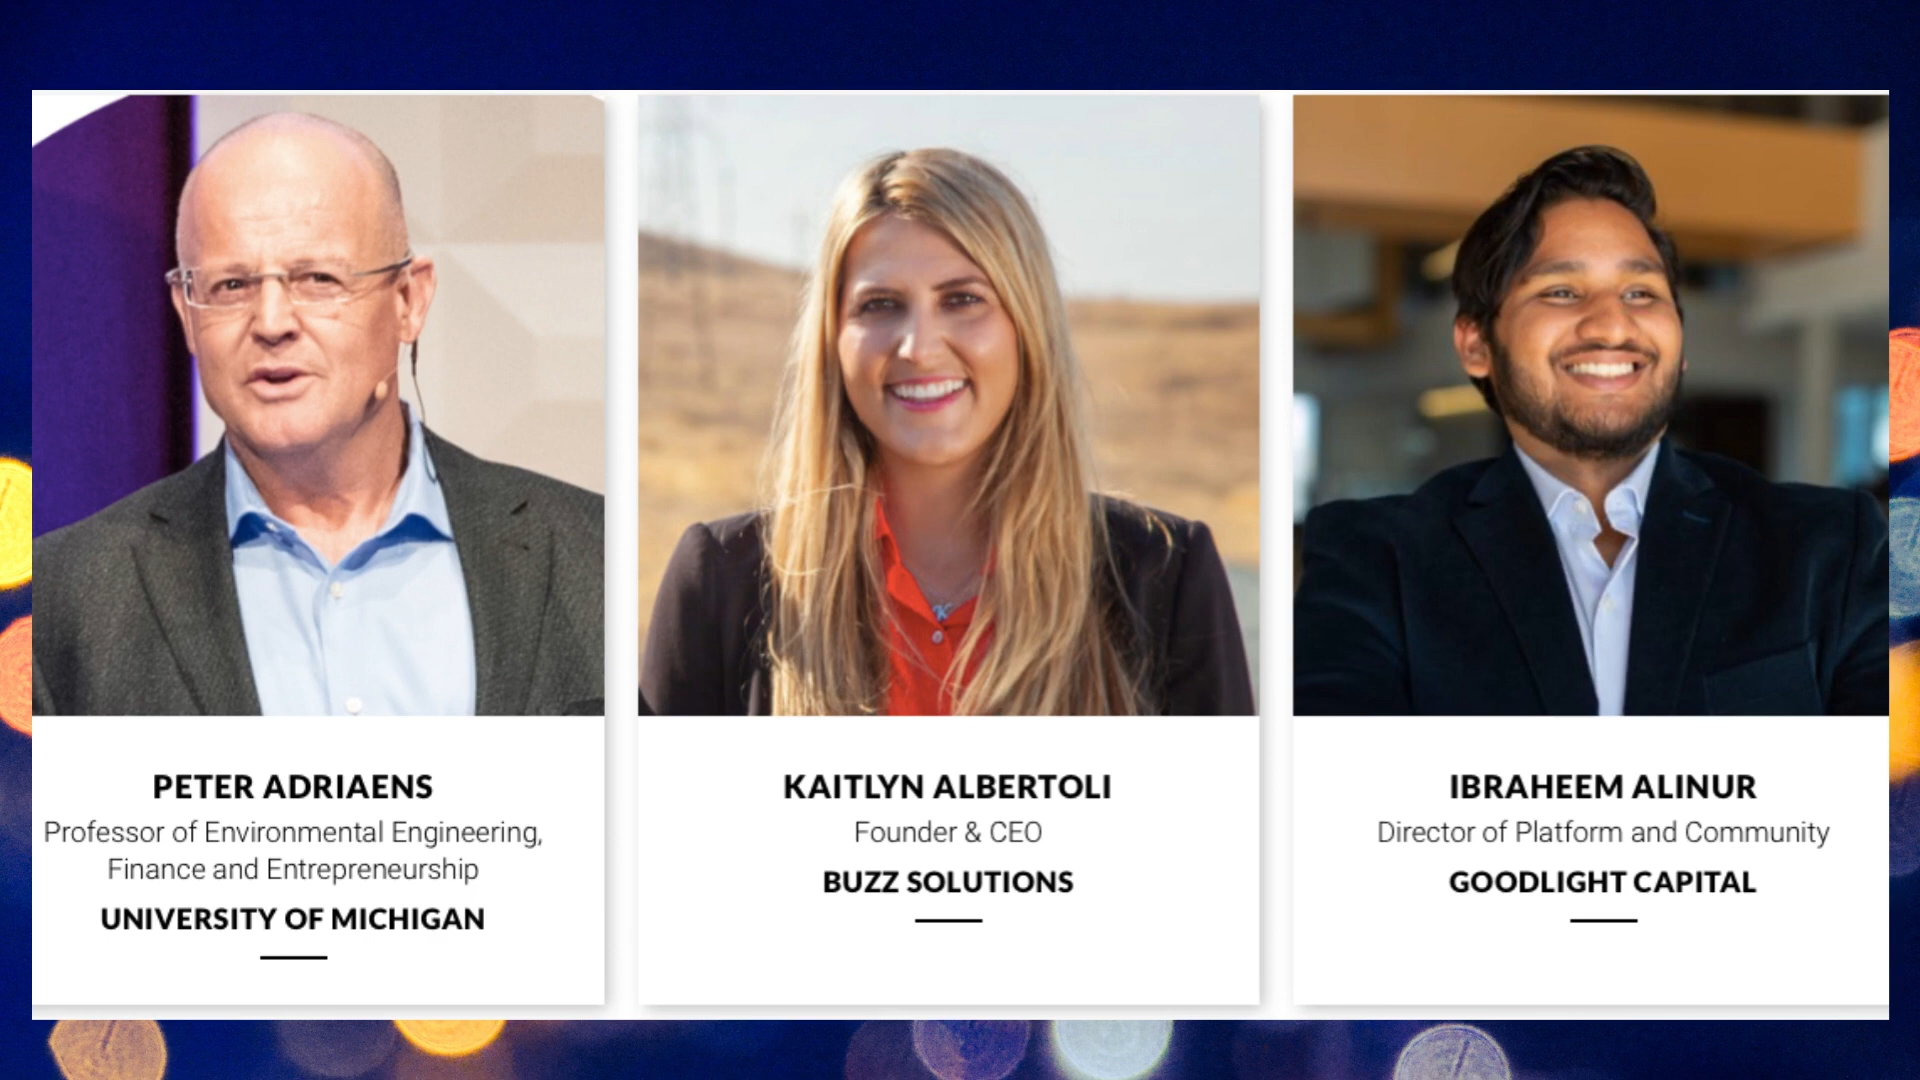 PETER ADRIAENS
Professor of Environmental Engineering,
Finance and Entrepreneurship
UNIVERSITY OF MICHIGAN
KAITLYN ALBERTOLI
Founder & CEO
BUZZ SOLUTIONS
IBRAHEEM ALINUR
Director of Platform and Community
GOODLIGHT CAPITAL